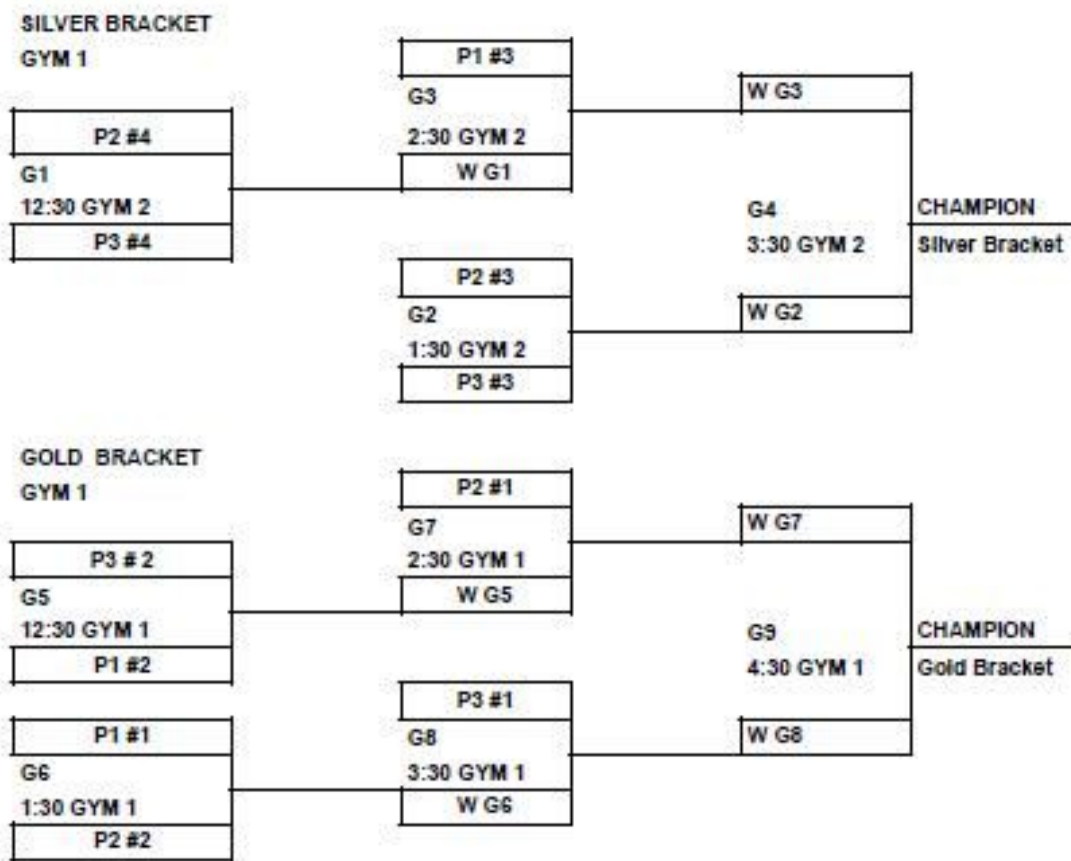 SILVER BRACKET
GYM 1
P2 #4
G1
12:30 GYM 2
P3 #4
P1 #3
G3
2:30 GYM 2
W G1
P2 #3
G2
1:30 GYM 2
P3 #3
W G3
G4
3:30 GYM 2
W G2
CHAMPION
Silver Bracket
GOLD BRACKET
GYM 1
P3 # 2
G5
12:30 GYM 1
P1 #2
P1 #1
G6
1:30 GYM 1
P2 #2
P2 #1
G7
2:30 GYM 1
W G5
P3 #1
G8
3:30 GYM 1
W G6
W G7
G9
4:30 GYM 1
W G8
CHAMPION
Gold Bracket